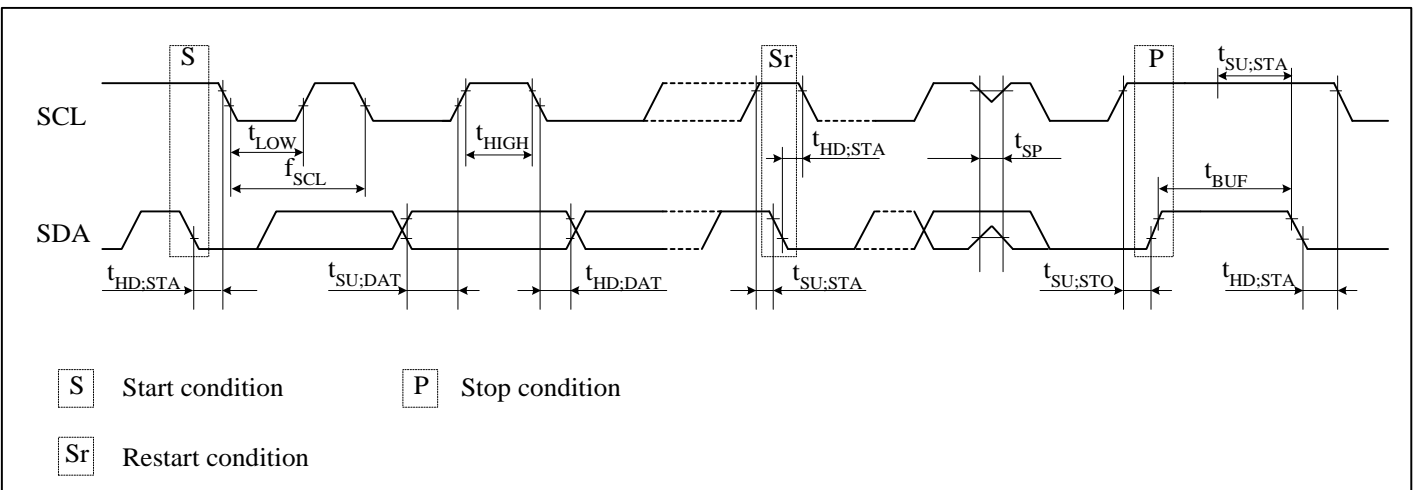 S
Sr
P
tSU;STA
SCL
tLOW
tHIGH
tHD;STA
tSP
fSCL
tBUF
SDA
tHD;STA
tSU;DAT
tHD;DAT
tSU;STA
tSU;STO
tHD;STA
S Start condition
P Stop condition
Sr Restart condition